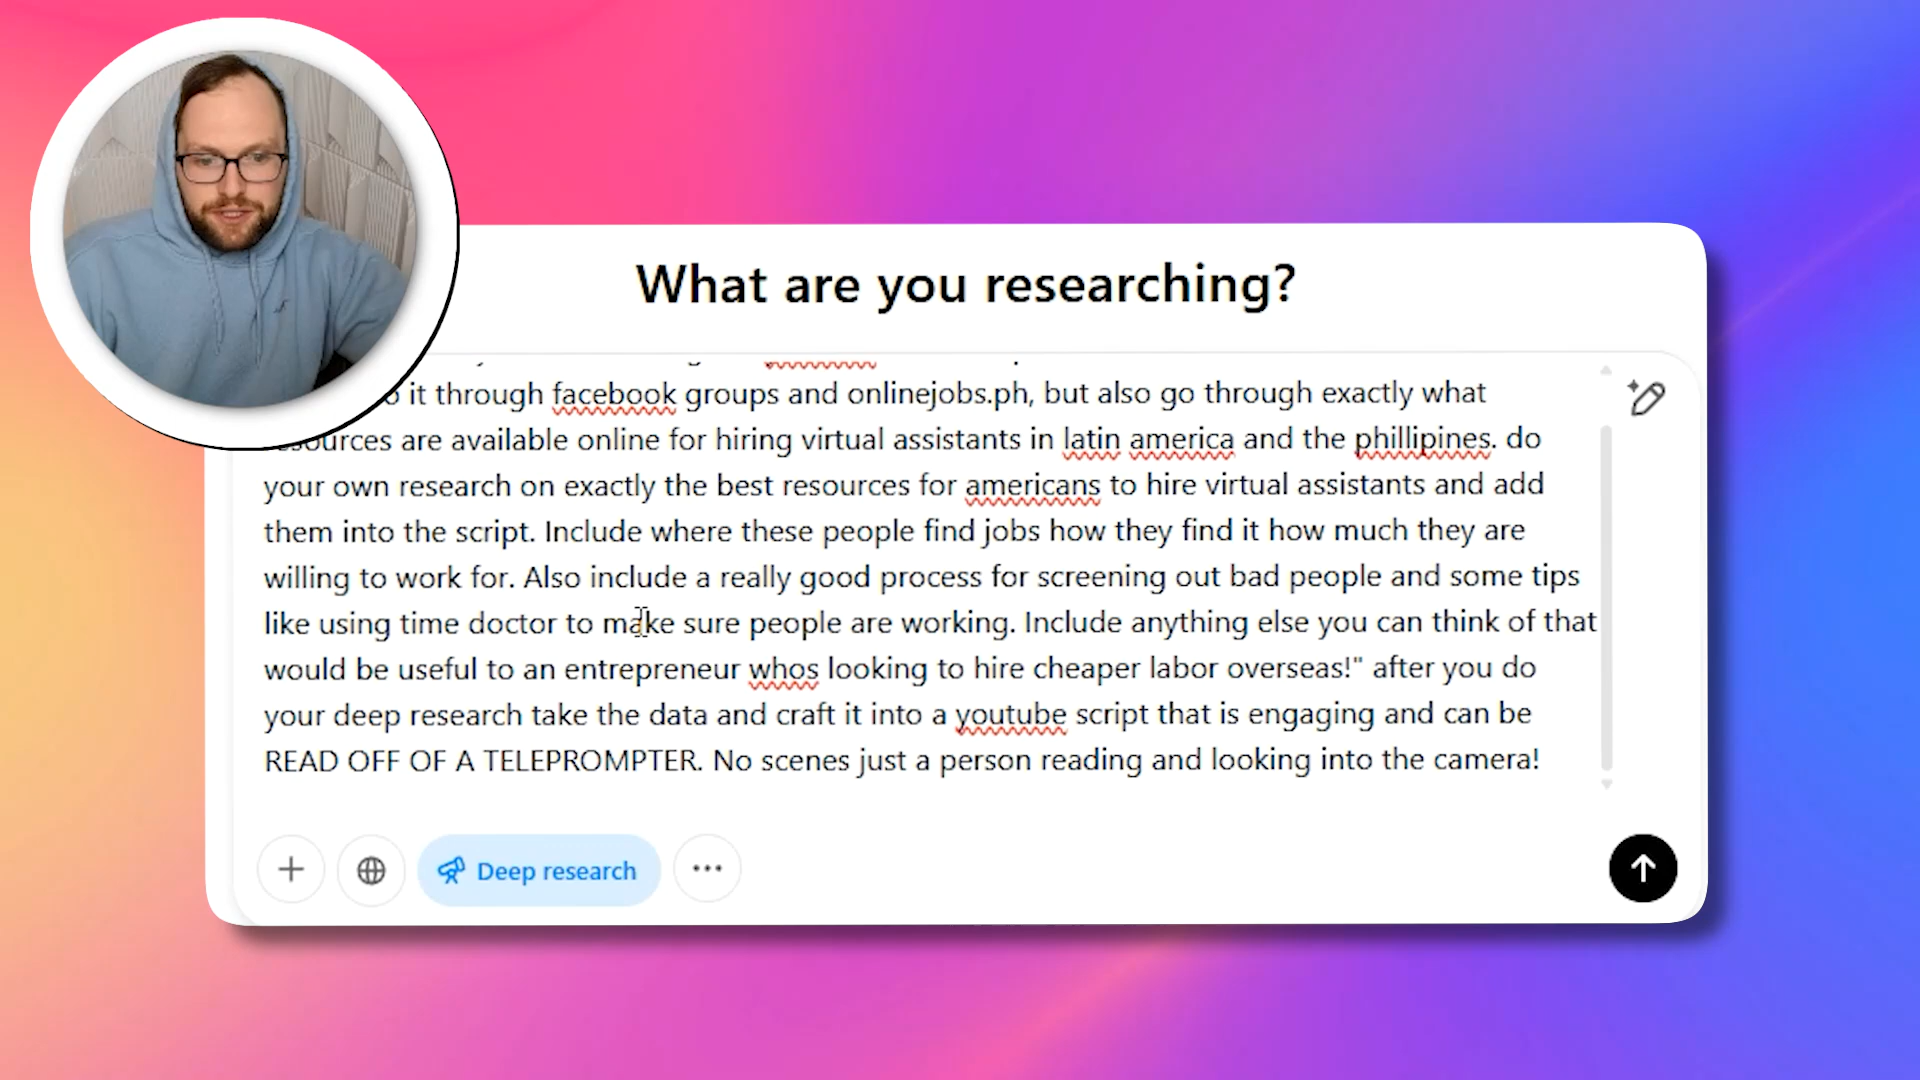 What are you researching?
it through facebook groups and onlinejobs.ph, but also go through exactly what
are available online for hiring virtual assistants in latin america and the phillipines. do
your own research on exactly the best resources for americans to hire virtual assistants and add
them into the script. Include where these people find jobs how they find it how much they are
willing to work for. Also include a really good process for screening out bad people and some tips
like using time doctor to make sure people are working. Include anything else you can think of that
would be useful to an entrepreneur whos looking to hire cheaper labor overseas!" after you do
your deep research take the data and craft it into a youtube script that is engaging and can be
READ OFF OF A TELEPROMPTER. No scenes just a person reading and looking into the camera!
Deep research